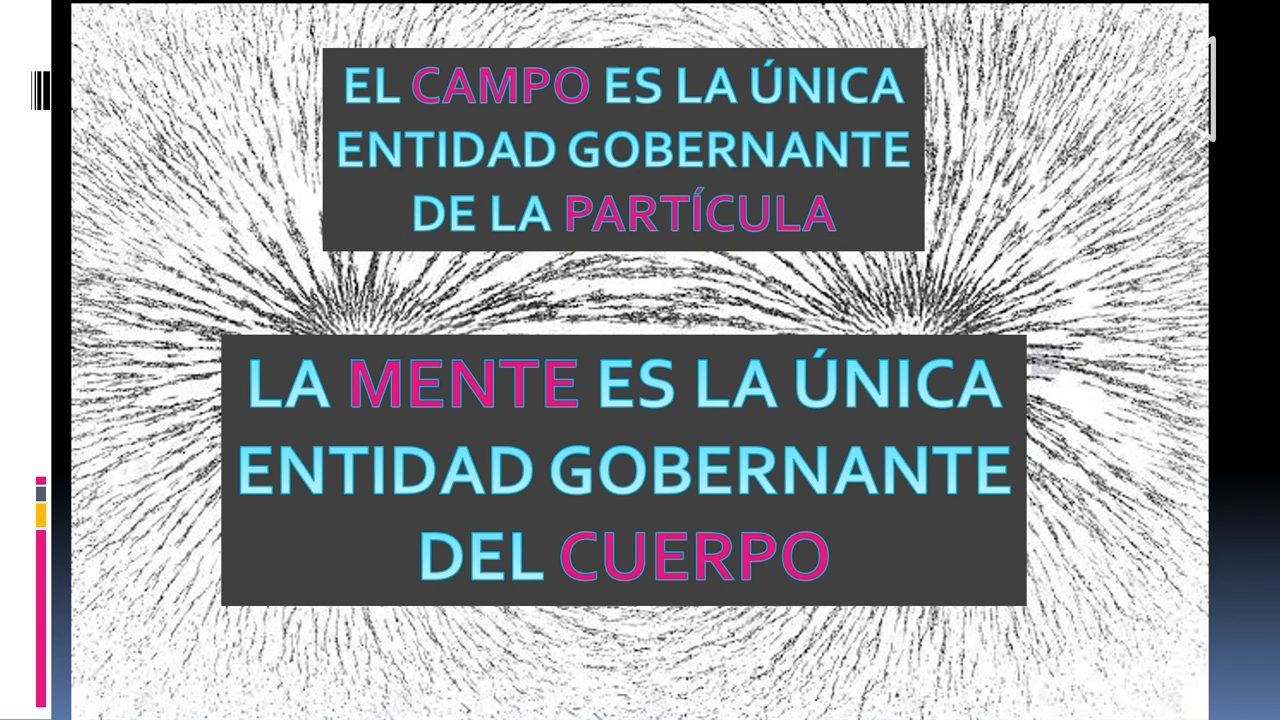 EL CAMPO ES LA ÚNICA
ENTIDAD GOBERNANTE
DE LA PARTÍCULA
LA MENTE ES LA ÚNICA
ENTIDAD GOBERNANTE
DEL CUERPO